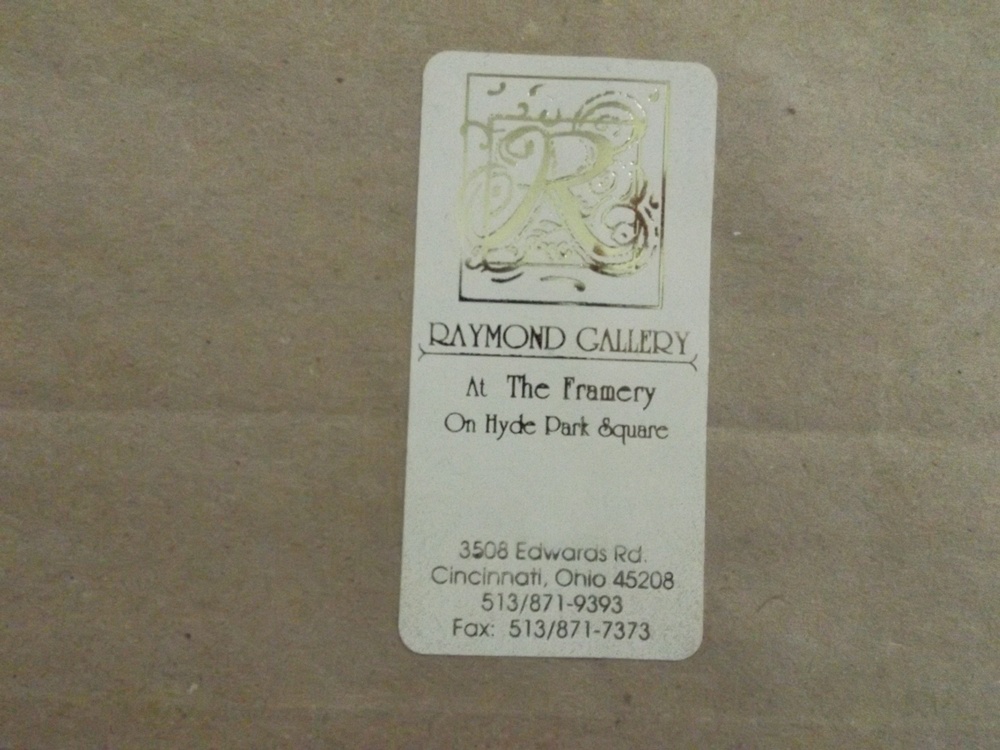 R
RAYMOND GALLERY
At The Framery
On Hyde Park Square
3508 Edwards Rd.
Cincinnati, Ohio 45208
513/871-9393
Fax: 513/871-7373